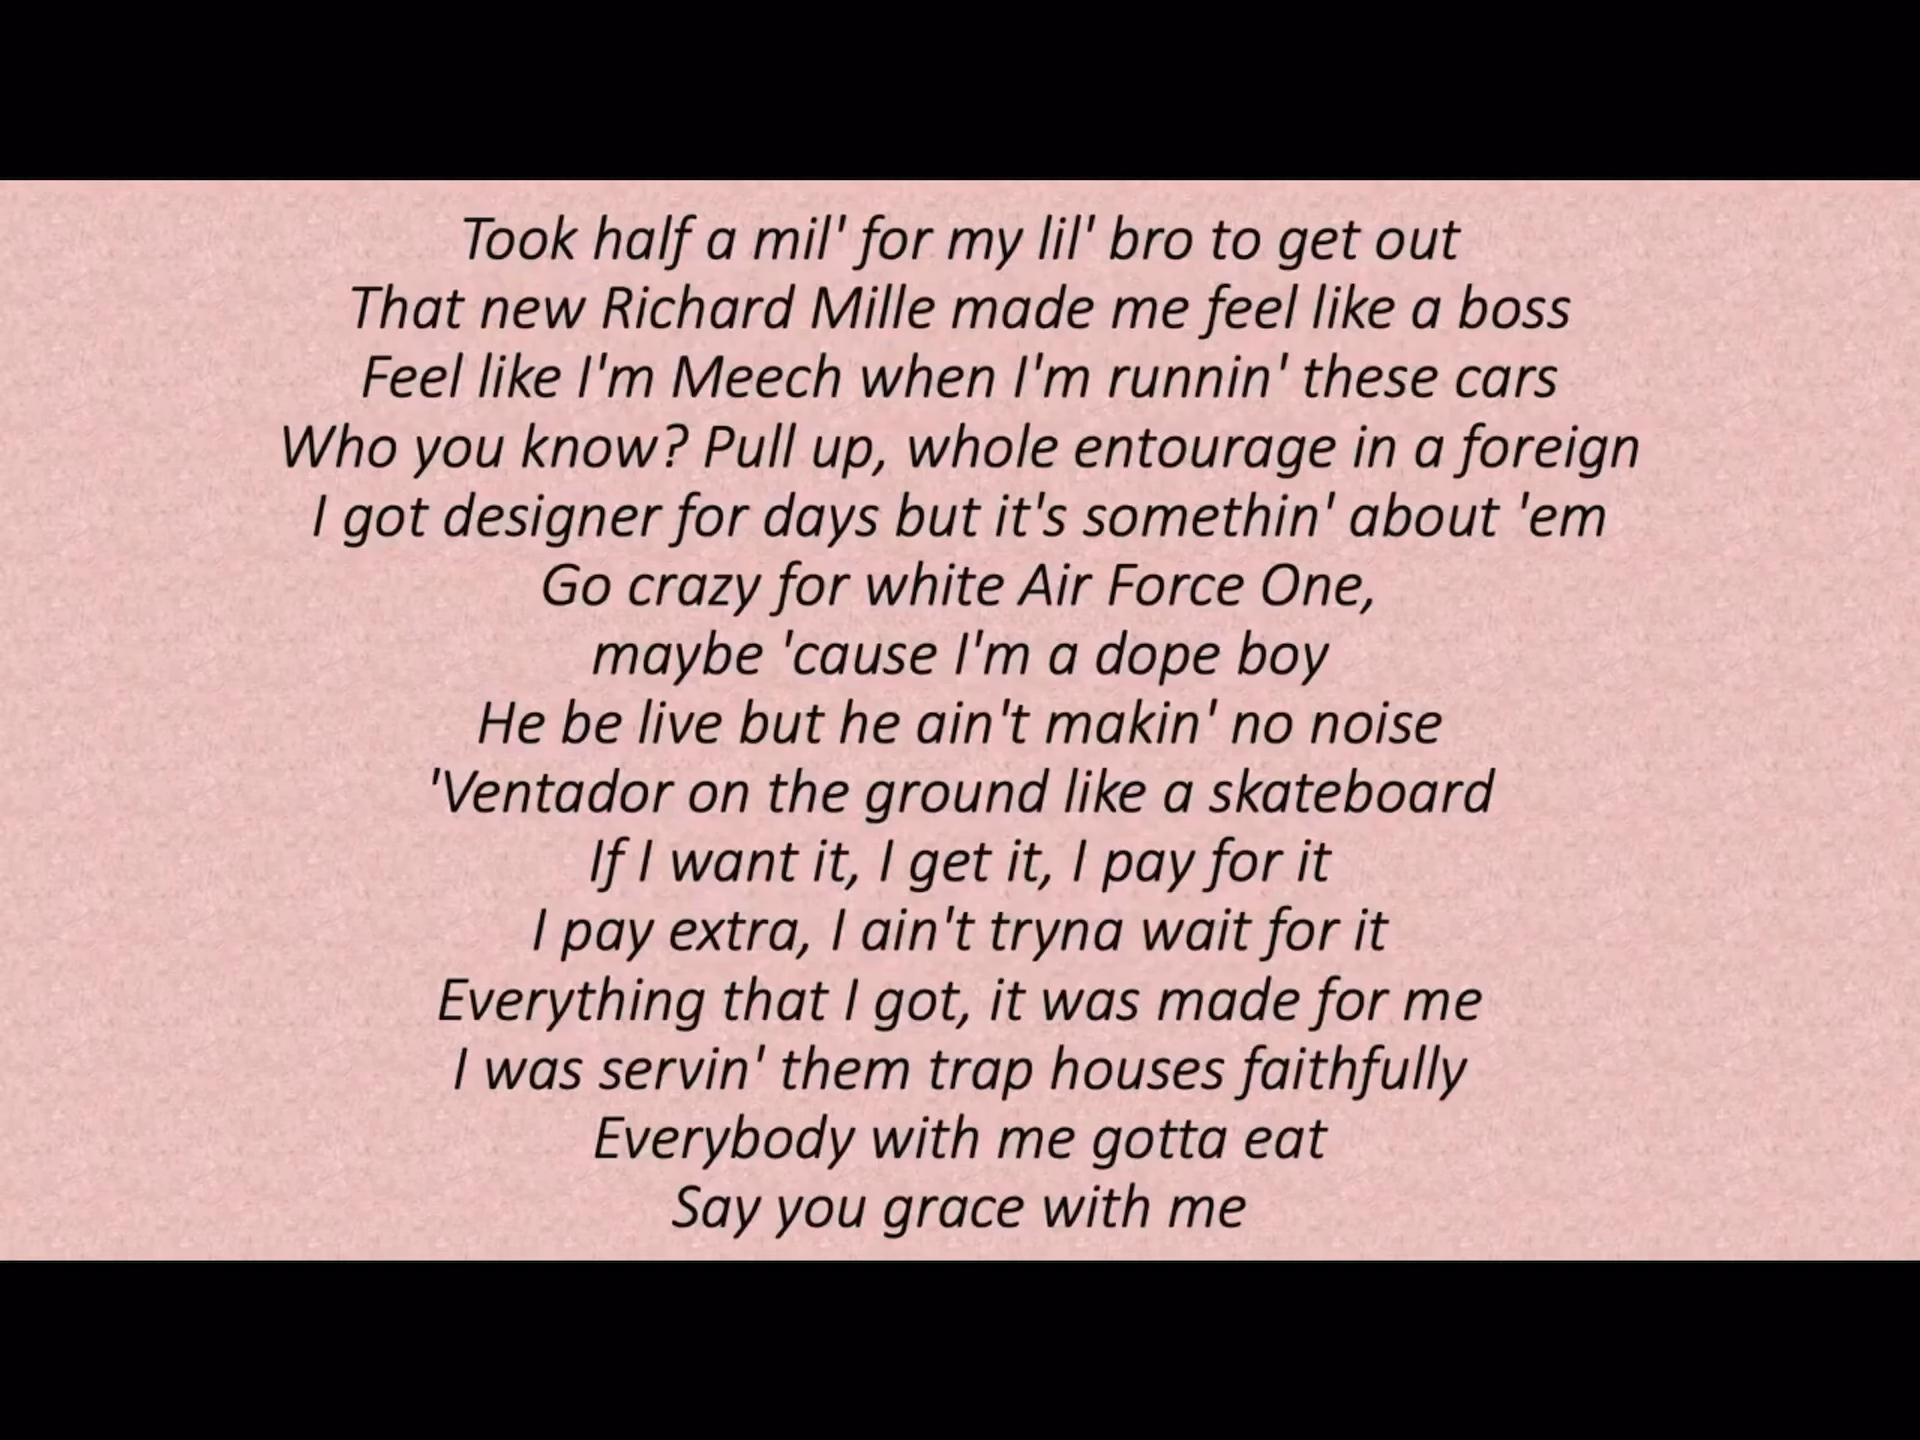 Took half a mil' for my lil' bro to get out
That new Richard Mille made me feel like a boss
Feel like I'm Meech when I'm runnin' these cars
Who you know? Pull up, whole entourage in a foreign
I got designer for days but it's somethin' about 'em
Go crazy for white Air Force One,
maybe 'cause I'm a dope boy
He be live but he ain't makin' no noise
'Ventador on the ground like a skateboard
If I want it, I get it, I pay for it
I pay extra, I ain't tryna wait for it
Everything that I got, it was made for me
I was servin' them trap houses faithfully
Everybody with me gotta eat
Say you grace with me